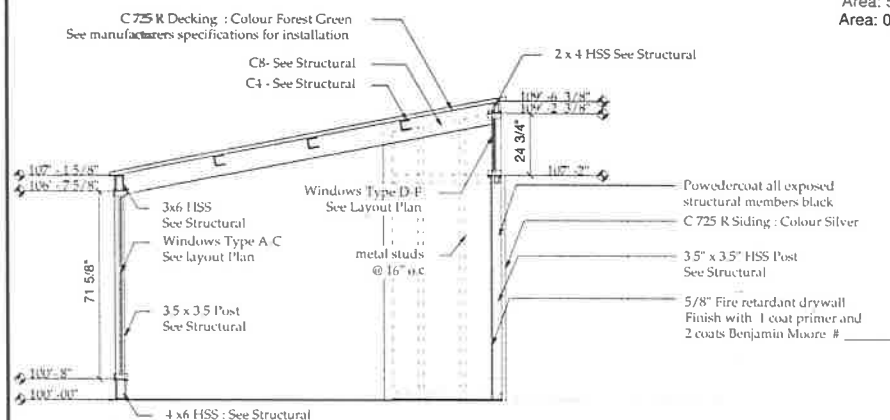 C 725 R Decking : Colour Forest Green
See manufacturers specifications for installation
C8- See Structural
C4 - See Structural
2 x 4 HSS See Structural
Area:
Area: 0
109'-6 3/8"
109'-2 3/8"
24 3/4"
107'-2"
107'-1 5/8"
106'-7 5/8"
3x6 HSS
See Structural
Windows Type A-C
See layout Plan
71 5/8"
3.5 x 3.5 Post
See Structural
100'-8"
100'-00"
4 x6 HSS : See Structural
Windows Type D-F
See Layout Plan
metal studs
@ 16" o.c
Powdercoat all exposed
structural members black
C 725 R Siding : Colour Silver
3.5" x 3.5" HSS Post
See Structural
5/8" Fire retardant drywall
Finish with 1 coat primer and
2 coats Benjamin Moore #